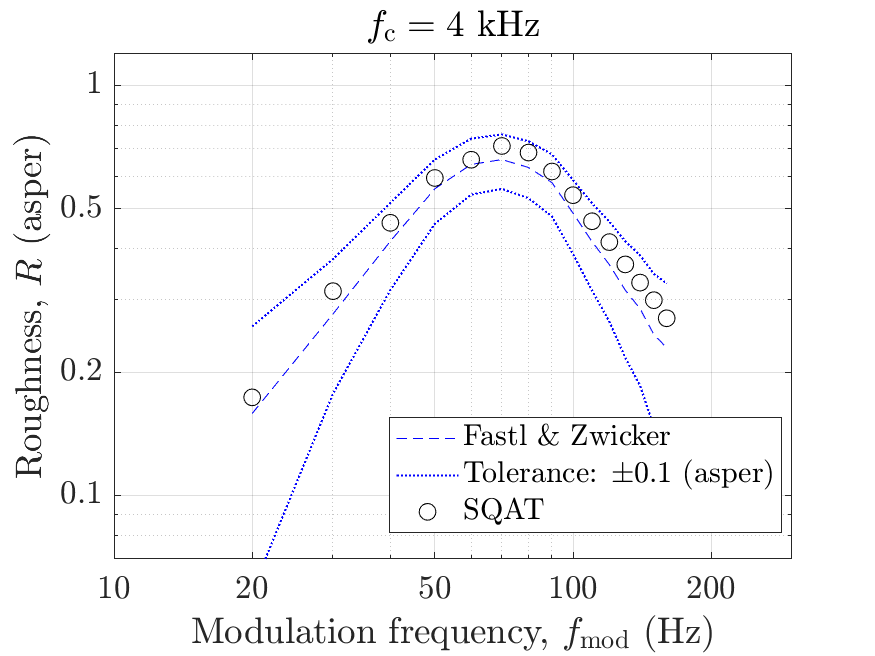 f_c = 4 kHz
1
0.5
0.2
0.1
Roughness, R (asper)
Fastl & Zwicker
Tolerance: ±0.1 (asper)
SQAT
10 20 50 100 200
Modulation frequency, f_mod (Hz)